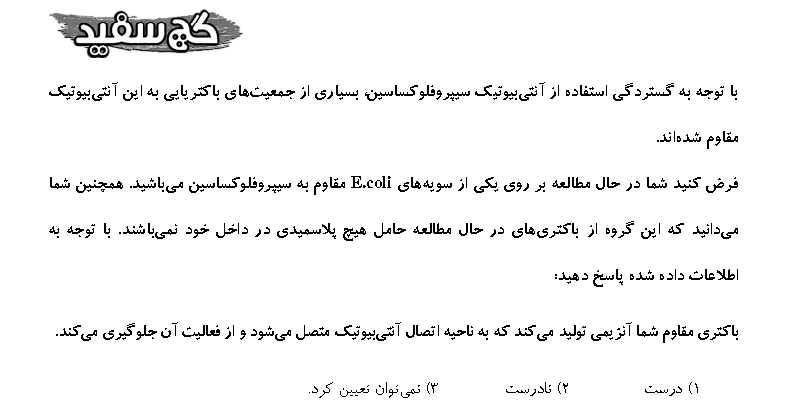 گچ سفید
با توجه به گستردگی استفاده از آنتی‌بیوتیک سیپروفلوکساسین، بسیاری از جمعیت‌های باکتریایی به این آنتی‌بیوتیک
مقاوم شده‌اند.
فرض کنید شما در حال مطالعه بر روی یکی از سویه‌های E.coli مقاوم به سیپروفلوکساسین می‌باشید. همچنین شما
می‌دانید که این گروه از باکتری‌های در حال مطالعه حامل هیچ پلاسمیدی در داخل خود نمی‌باشند. با توجه به
اطلاعات داده شده پاسخ دهید:
باکتری مقاوم شما آنزیمی تولید می‌کند که به ناحیه اتصال آنتی‌بیوتیک متصل می‌شود و از فعالیت آن جلوگیری می‌کند.
۱) درست ۲) نادرست ۳) نمی‌توان تعیین کرد.